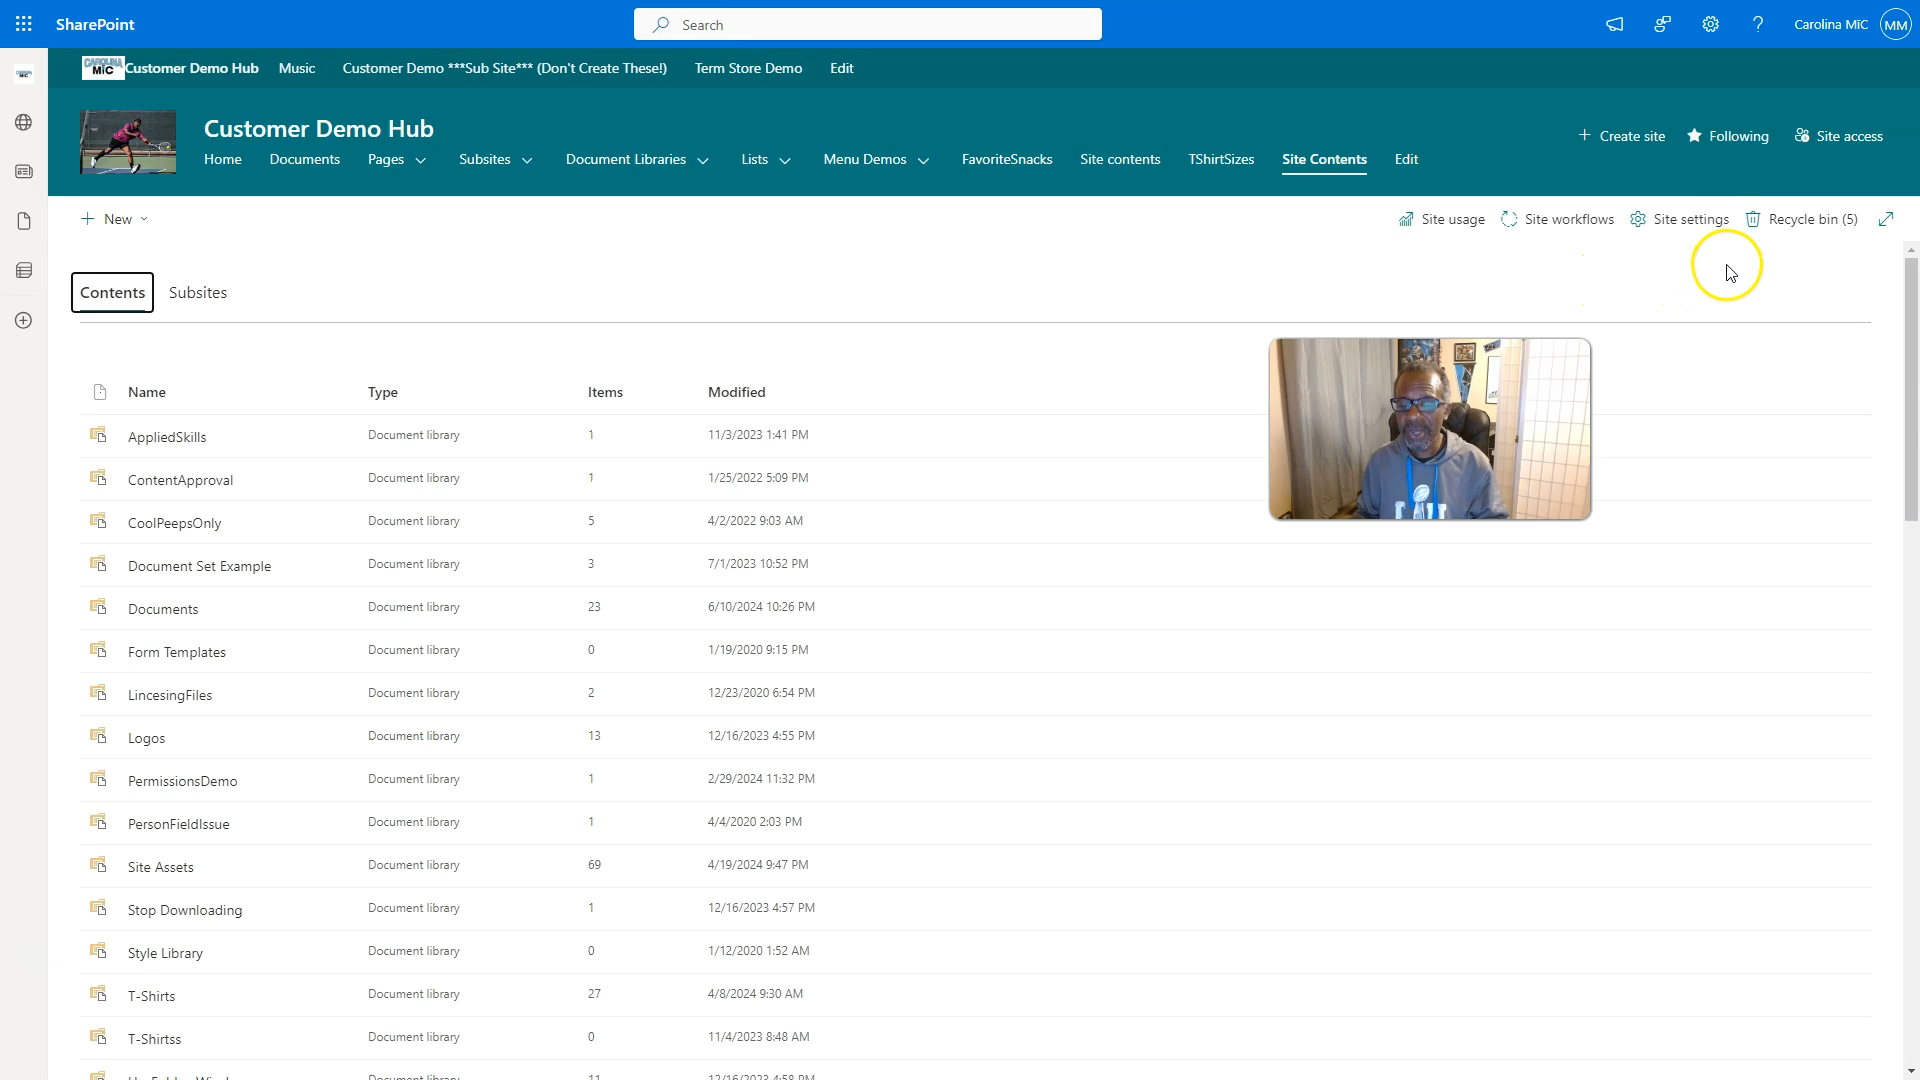 SharePoint
Search
Carolina MiC
MM
CAROLINA
MiC
Customer Demo Hub
Music
Customer Demo ***Sub Site*** (Don't Create These!)
Term Store Demo
Edit
Customer Demo Hub
Create site
Following
Site access
Home
Documents
Pages
Subsites
Document Libraries
Lists
Menu Demos
FavoriteSnacks
Site contents
TShirtSizes
Site Contents
Edit
New
Site usage
Site workflows
Site settings
Recycle bin (5)
Contents
Subsites
Name Type Items Modified
AppliedSkills Document library 1 11/3/2023 1:41 PM
ContentApproval Document library 1 1/25/2022 5:09 PM
CoolPeepsOnly Document library 5 4/2/2022 9:03 AM
Document Set Example Document library 3 7/1/2023 10:52 PM
Documents Document library 23 6/10/2024 10:26 PM
Form Templates Document library 0 1/19/2020 9:15 PM
LincesingFiles Document library 2 12/23/2020 6:54 PM
Logos Document library 13 12/16/2023 4:55 PM
PermissionsDemo Document library 1 2/29/2024 11:32 PM
PersonFieldIssue Document library 1 4/4/2020 2:03 PM
Site Assets Document library 69 4/19/2024 9:47 PM
Stop Downloading Document library 1 12/16/2023 4:57 PM
Style Library Document library 0 1/12/2020 1:52 AM
T-Shirts Document library 27 4/8/2024 9:30 AM
T-Shirtss Document library 0 11/4/2023 8:48 AM
Document library 11 12/16/2023 4:58 PM